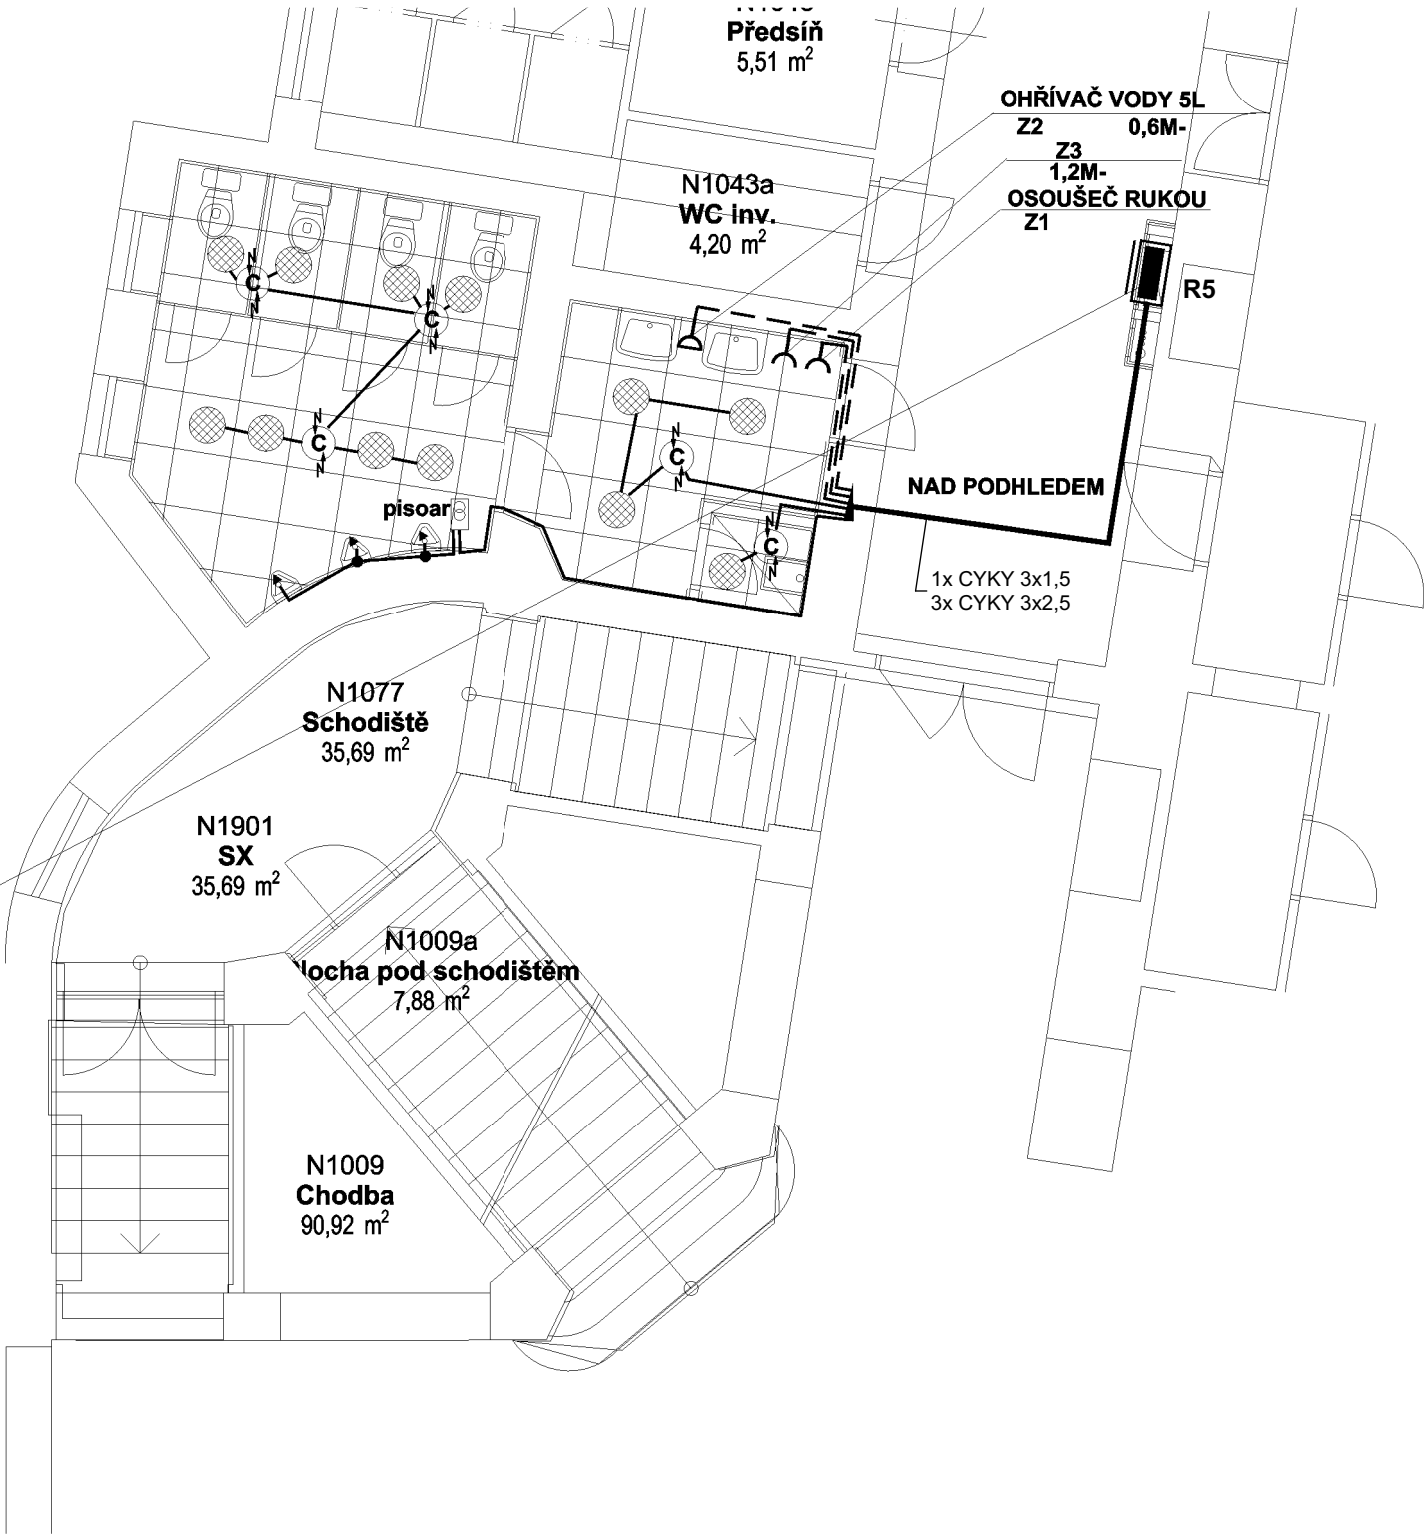 Předsíň
5,51 m²
OHŘÍVAČ VODY 5L
Z2 0,6M-
Z3
1,2M-
OSOUŠEČ RUKOU
Z1
N1043a
WC inv.
4,20 m²
R5
C
N
N
C
N
N
C
N
N
C
N
N
C
N
N
pisoar
NAD PODHLEDEM
1x CYKY 3x1,5
3x CYKY 3x2,5
N1077
Schodiště
35,69 m²
N1901
SX
35,69 m²
N1009a
locha pod schodištěm
7,88 m²
N1009
Chodba
90,92 m²